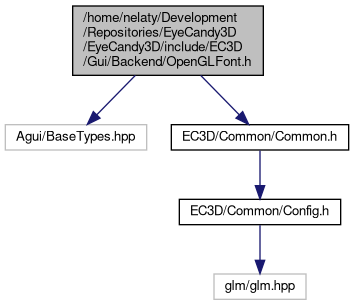 /home/nelaty/Development
/Repositories/EyeCandy3D
/EyeCandy3D/include/EC3D
/Gui/Backend/OpenGLFont.h
Agui/BaseTypes.hpp
EC3D/Common/Common.h
EC3D/Common/Config.h
glm/glm.hpp